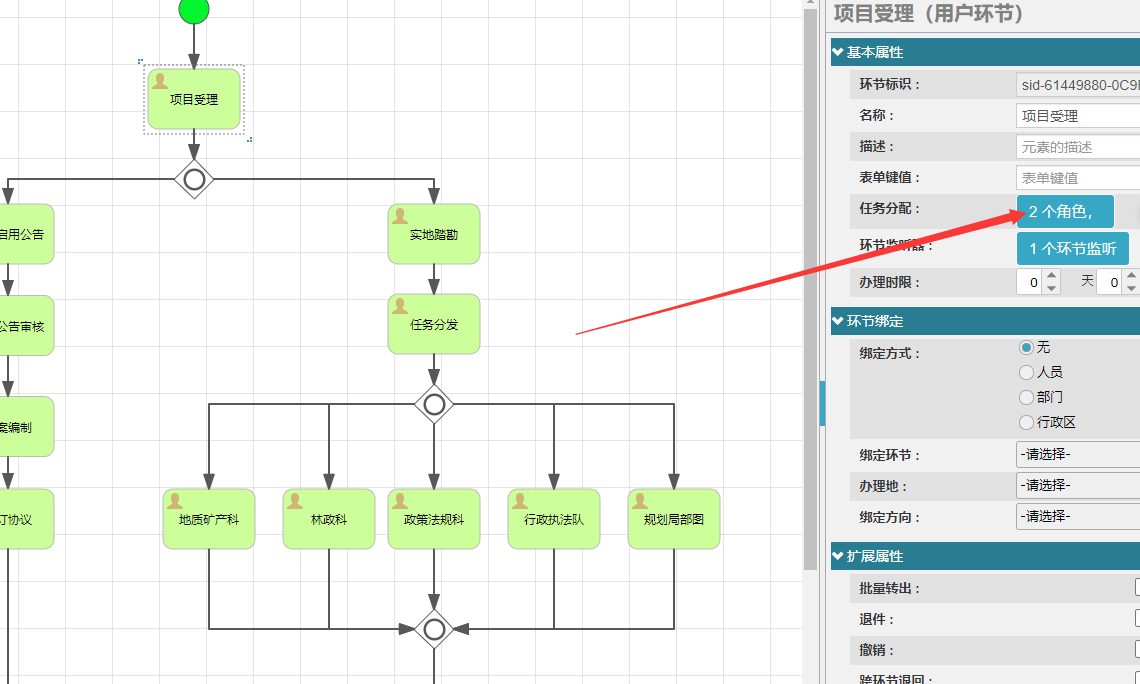 项目受理
启用公告
实地踏勘
公告审核
任务分发
案编制
订协议
地质矿产科
林政科
政策法规科
行政执法队
规划局部图
项目受理（用户环节）
基本属性
环节标识：
sid-61449880-0C9
名称：
项目受理
描述：
元素的描述
表单键值：
表单键值
任务分配：
2 个角色，
环节监听器：
1 个环节监听
办理时限：
0
天
0
环节绑定
绑定方式：
无
人员
部门
行政区
绑定环节：
-请选择-
办理地：
-请选择-
绑定方向：
-请选择-
扩展属性
批量转出：
退件：
撤销：
跨环节退回：